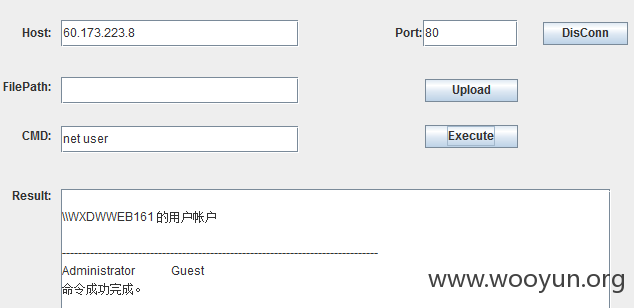 Host: 60.173.223.8 Port: 80 DisConn
FilePath: Upload
CMD: net user Execute
Result:
\\WXDWWEB161 的用户帐户
-------------------------------------------------------------------------------
Administrator Guest
命令成功完成。
www.wooyun.org